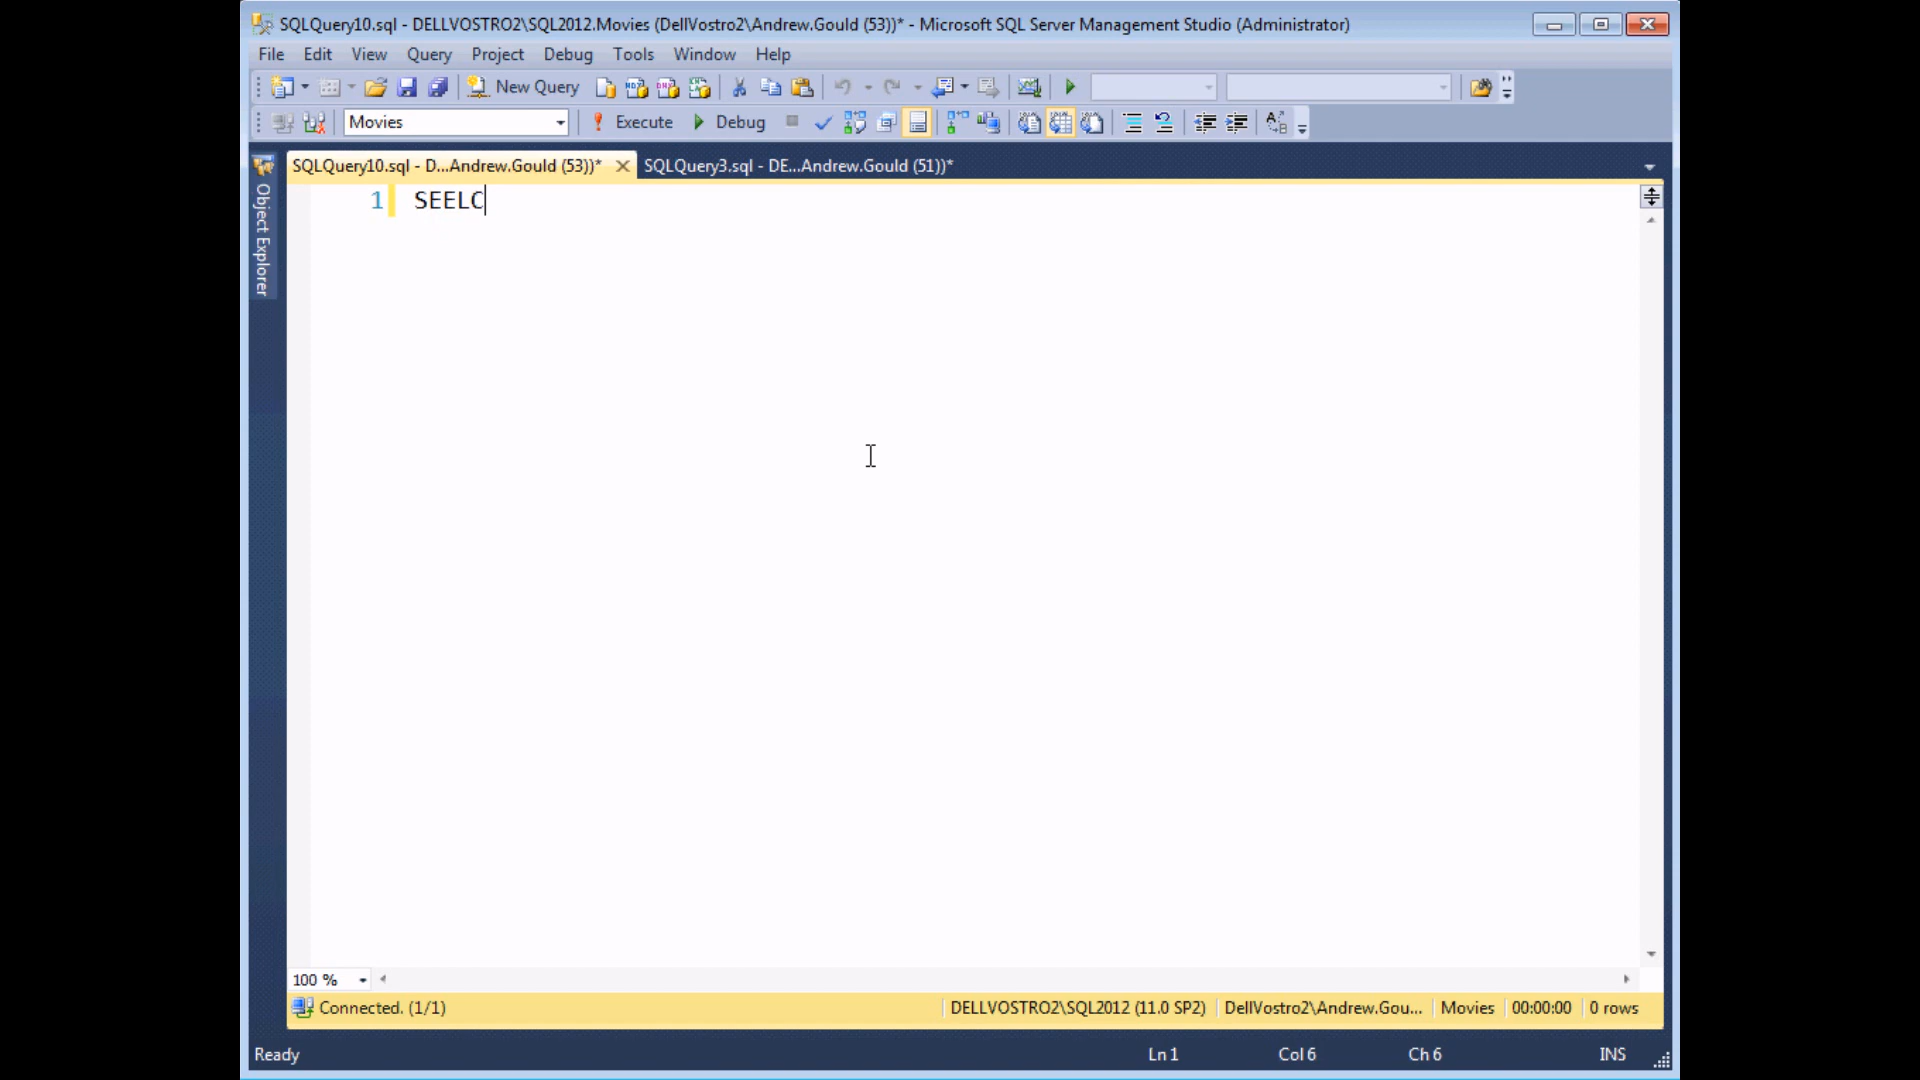 SQLQuery10.sql - DELLVOSTRO2\SQL2012.Movies (DellVostro2\Andrew.Gould (53))* - Microsoft SQL Server Management Studio (Administrator)
File Edit View Query Project Debug Tools Window Help
New Query
Movies Execute Debug
SQLQuery10.sql - D...Andrew.Gould (53))* SQLQuery3.sql - DE...Andrew.Gould (51))*
Object Explorer
1 SEELC
100 %
Connected. (1/1) DELLVOSTRO2\SQL2012 (11.0 SP2) DellVostro2\Andrew.Gou... Movies 00:00:00 0 rows
Ready Ln 1 Col 6 Ch 6 INS